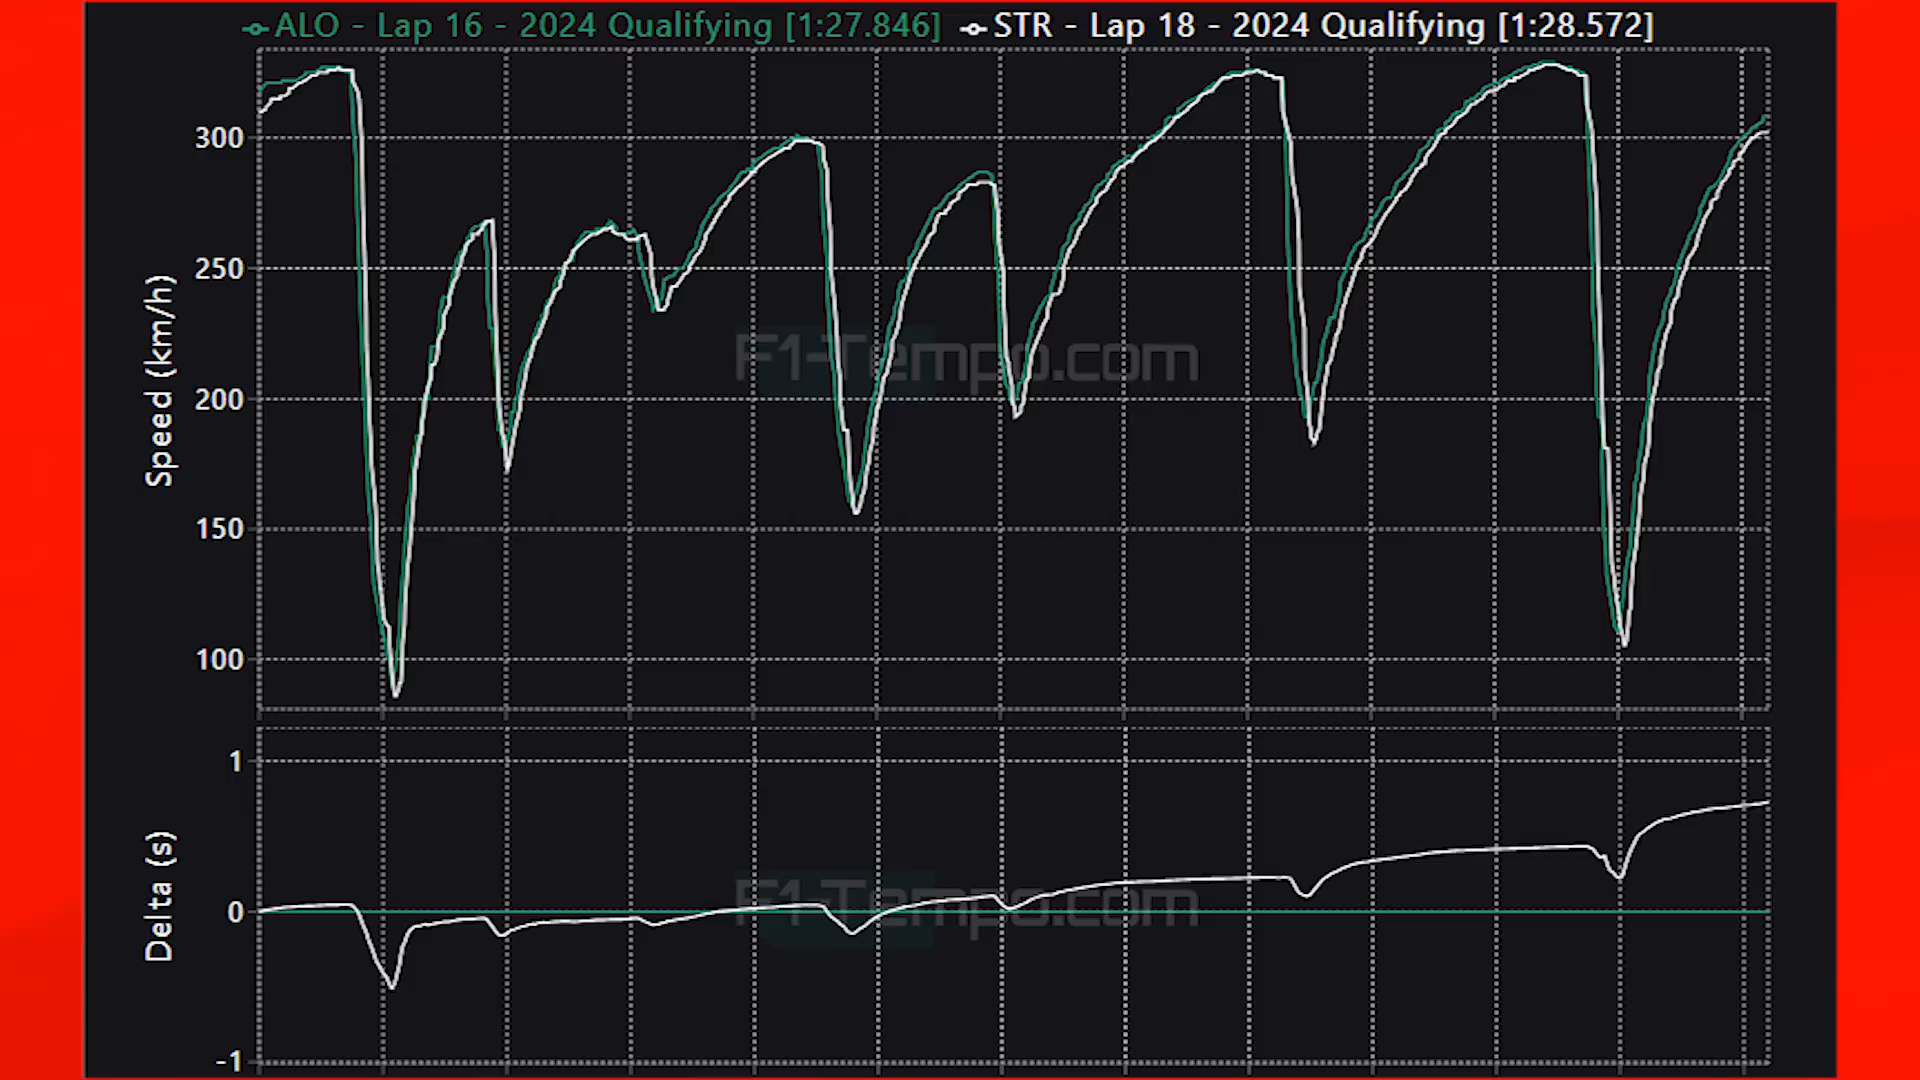 ALO - Lap 16 - 2024 Qualifying [1:27.846] STR - Lap 18 - 2024 Qualifying [1:28.572]
300
250
200
150
100
Speed (km/h)
F1-Tempo.com
1
0
-1
Delta (s)
F1-Tempo.com